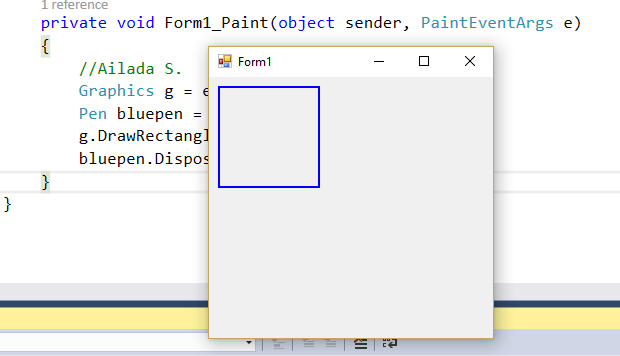 1 reference
private void Form1_Paint(object sender, PaintEventArgs e)
{
//Ailada S.
Graphics g = e
Pen bluepen =
g.DrawRectangl
bluepen.Dispos
}
}
Form1